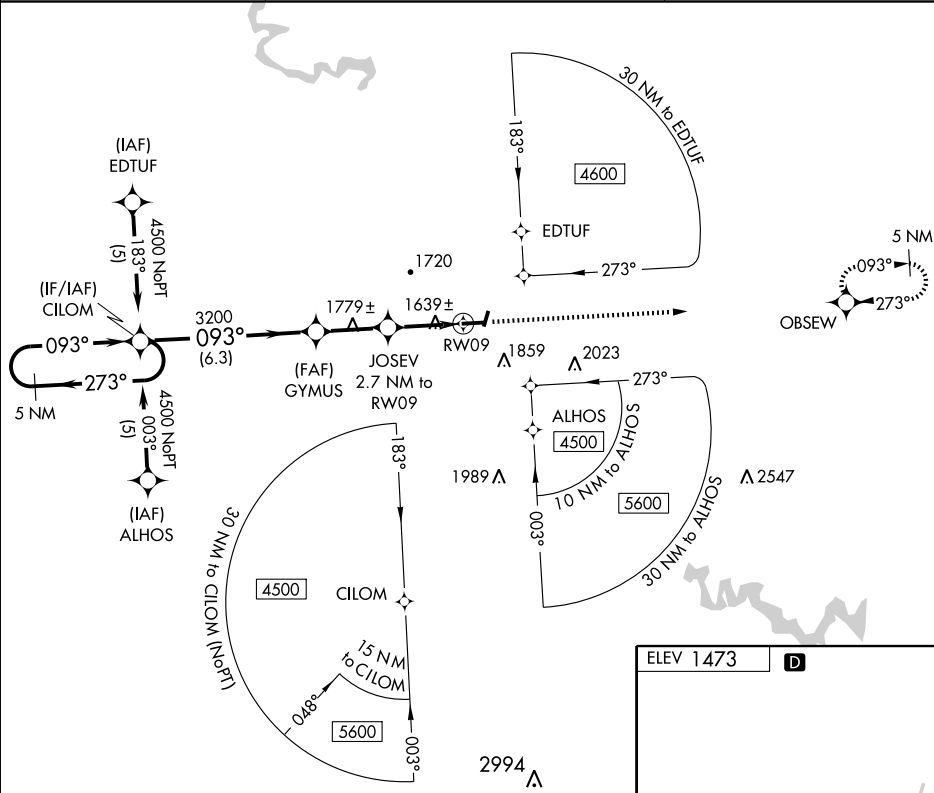 30 NM to EDTUF
183°
4600
EDTUF
273°
(IAF)
EDTUF
4500 NoPT
183°
(5)
1720
5 NM
093°
273°
OBSEW
(IF/IAF)
CILOM
3200
093°
(6.3)
1779 ±
1639 ±
093°
273°
5 NM
(FAF)
GYMUS
JOSEV
2.7 NM to
RW09
RW09
1859
2023
4500 NoPT
003°
(5)
(IAF)
ALHOS
273°
ALHOS
4500
10 NM to ALHOS
1989
5600
2547
003°
30 NM to ALHOS
183°
30 NM to CILOM (NoPT)
4500
CILOM
15 NM
to CILOM
048°
5600
003°
2994
ELEV 1473
D